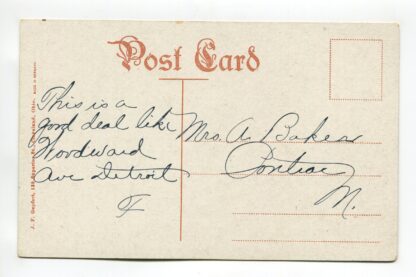 Post Card
This is a
good deal like
Woodward
Ave Detroit
F
Mrs. A. Baker
Pontiac
M.